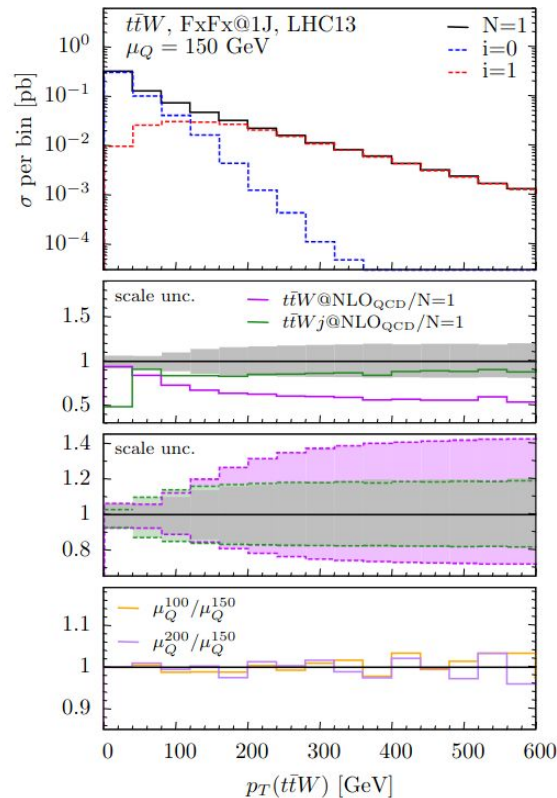 tt̄W, FxFx@1J, LHC13
μ_Q = 150 GeV
N=1
i=0
i=1
σ per bin [pb]
10^0
10^-1
10^-2
10^-3
10^-4
scale unc.
tt̄W@NLO_QCD/N=1
tt̄Wj@NLO_QCD/N=1
1.5
1
0.5
scale unc.
1.4
1.2
1
0.8
μ_Q^100/μ_Q^150
μ_Q^200/μ_Q^150
1.1
1
0.9
0 100 200 300 400 500 600
p_T(tt̄W) [GeV]